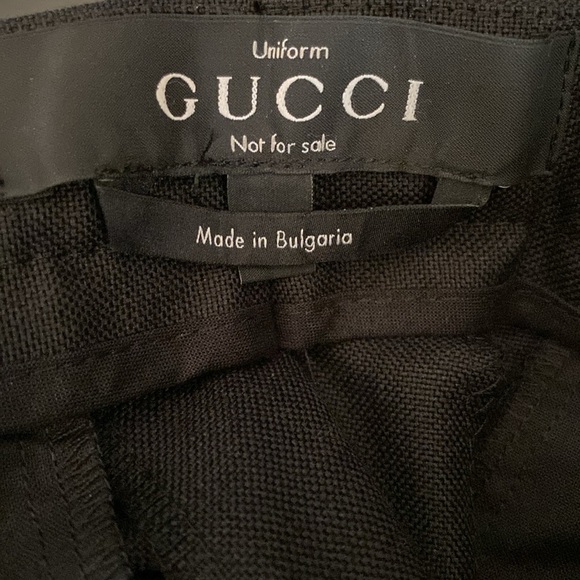 Uniform
GUCCI
Not for sale
Made in Bulgaria